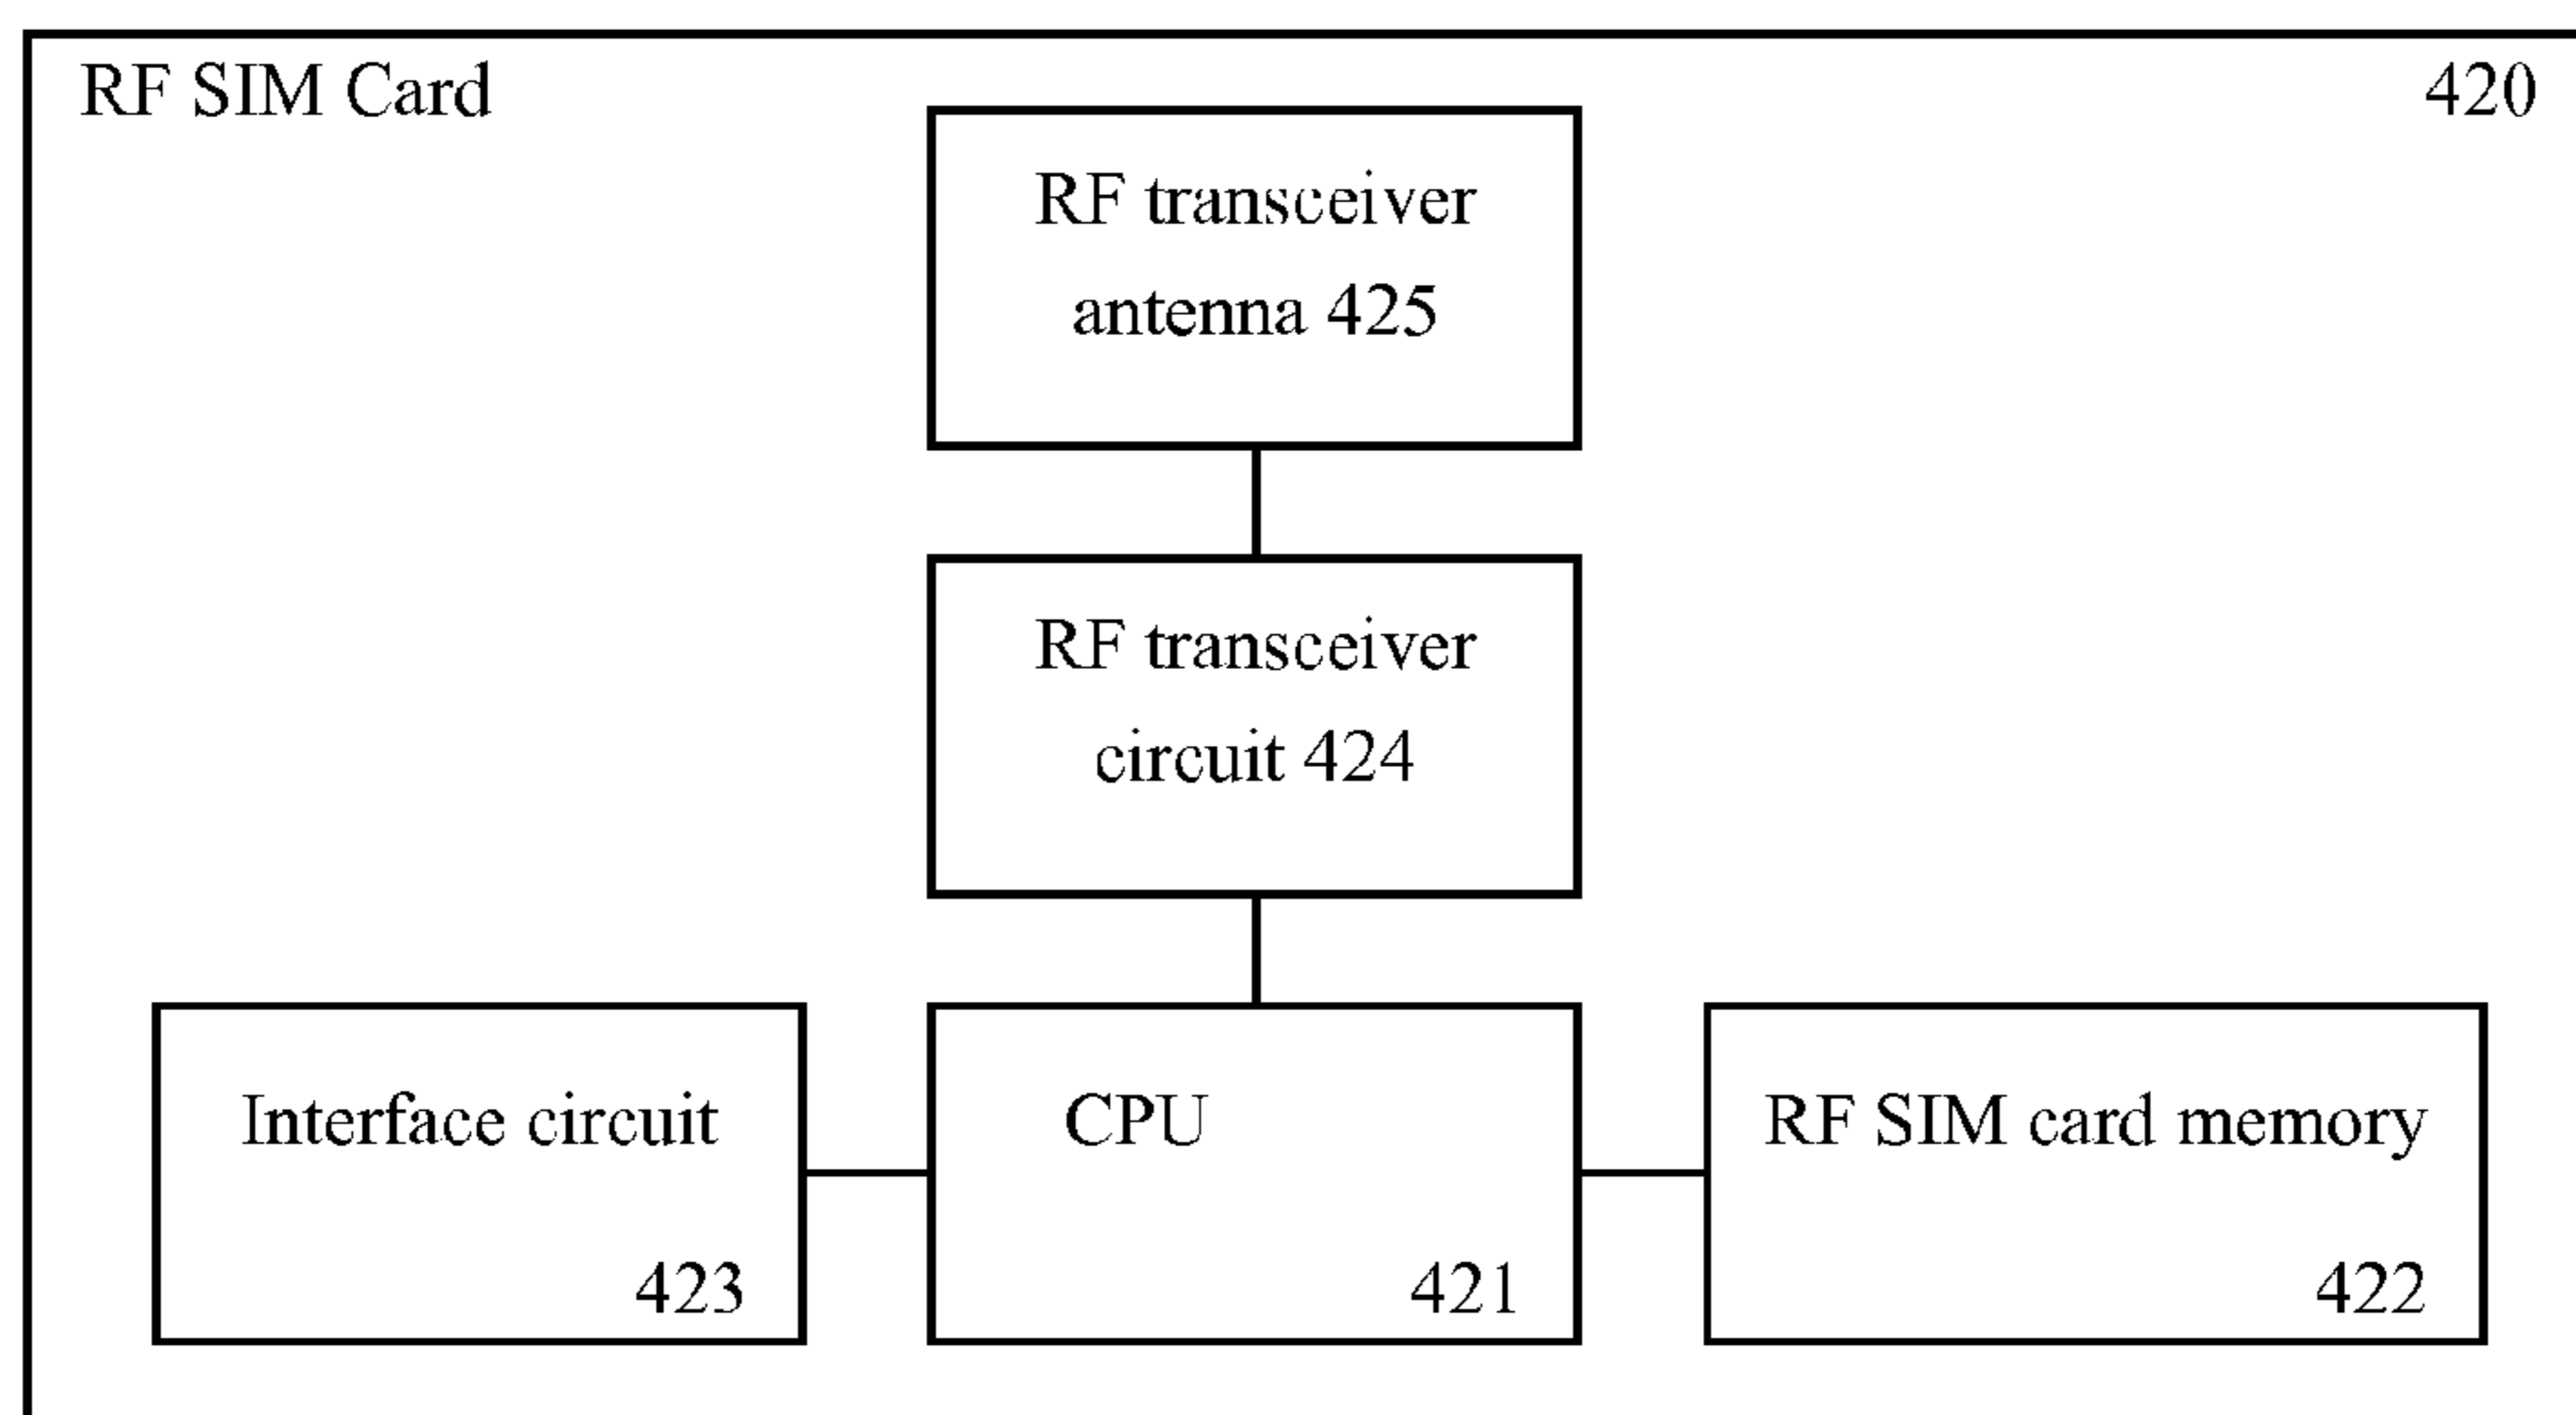 RF SIM Card
420
RF transceiver
antenna 425
RF transceiver
circuit 424
Interface circuit
423
CPU
421
RF SIM card memory
422